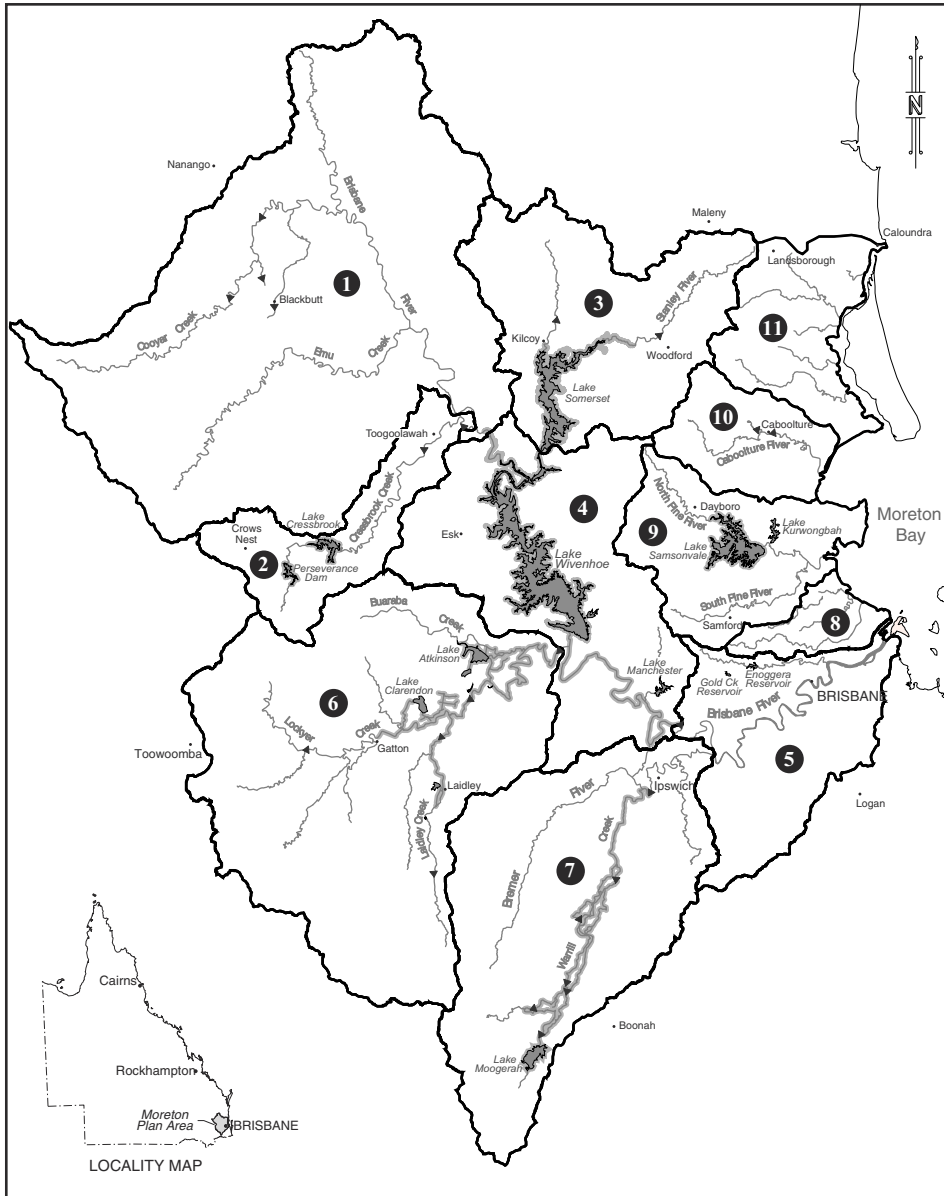 N
Nanango
Brisbane
River
1
Blackbutt
Cooyar Creek
Emu Creek
Maleny
Caloundra
Landsborough
3
Stanley River
Kilcoy
Woodford
Lake
Somerset
11
10
Caboolture
Caboolture River
Toogoolawah
Cressbrook Creek
Lake
Cressbrook
Crows
Nest
2
Perseverance
Dam
4
Esk
Lake
Wivenhoe
North Pine River
Dayboro
9
Lake
Kurwongbah
Lake
Samsonvale
South Pine River
Samford
8
Moreton
Bay
Buaraba
Creek
Lake
Atkinson
Lake
Clarendon
6
Lockyer
Creek
Gatton
Toowoomba
Laidley
Laidley Creek
Lake
Manchester
Gold Ck
Reservoir
Enoggera
Reservoir
BRISBANE
Brisbane River
5
Logan
Ipswich
River
Bremer
Creek
7
Warrill
Boonah
Lake
Moogerah
Cairns
Rockhampton
Moreton
Plan Area
BRISBANE
LOCALITY MAP